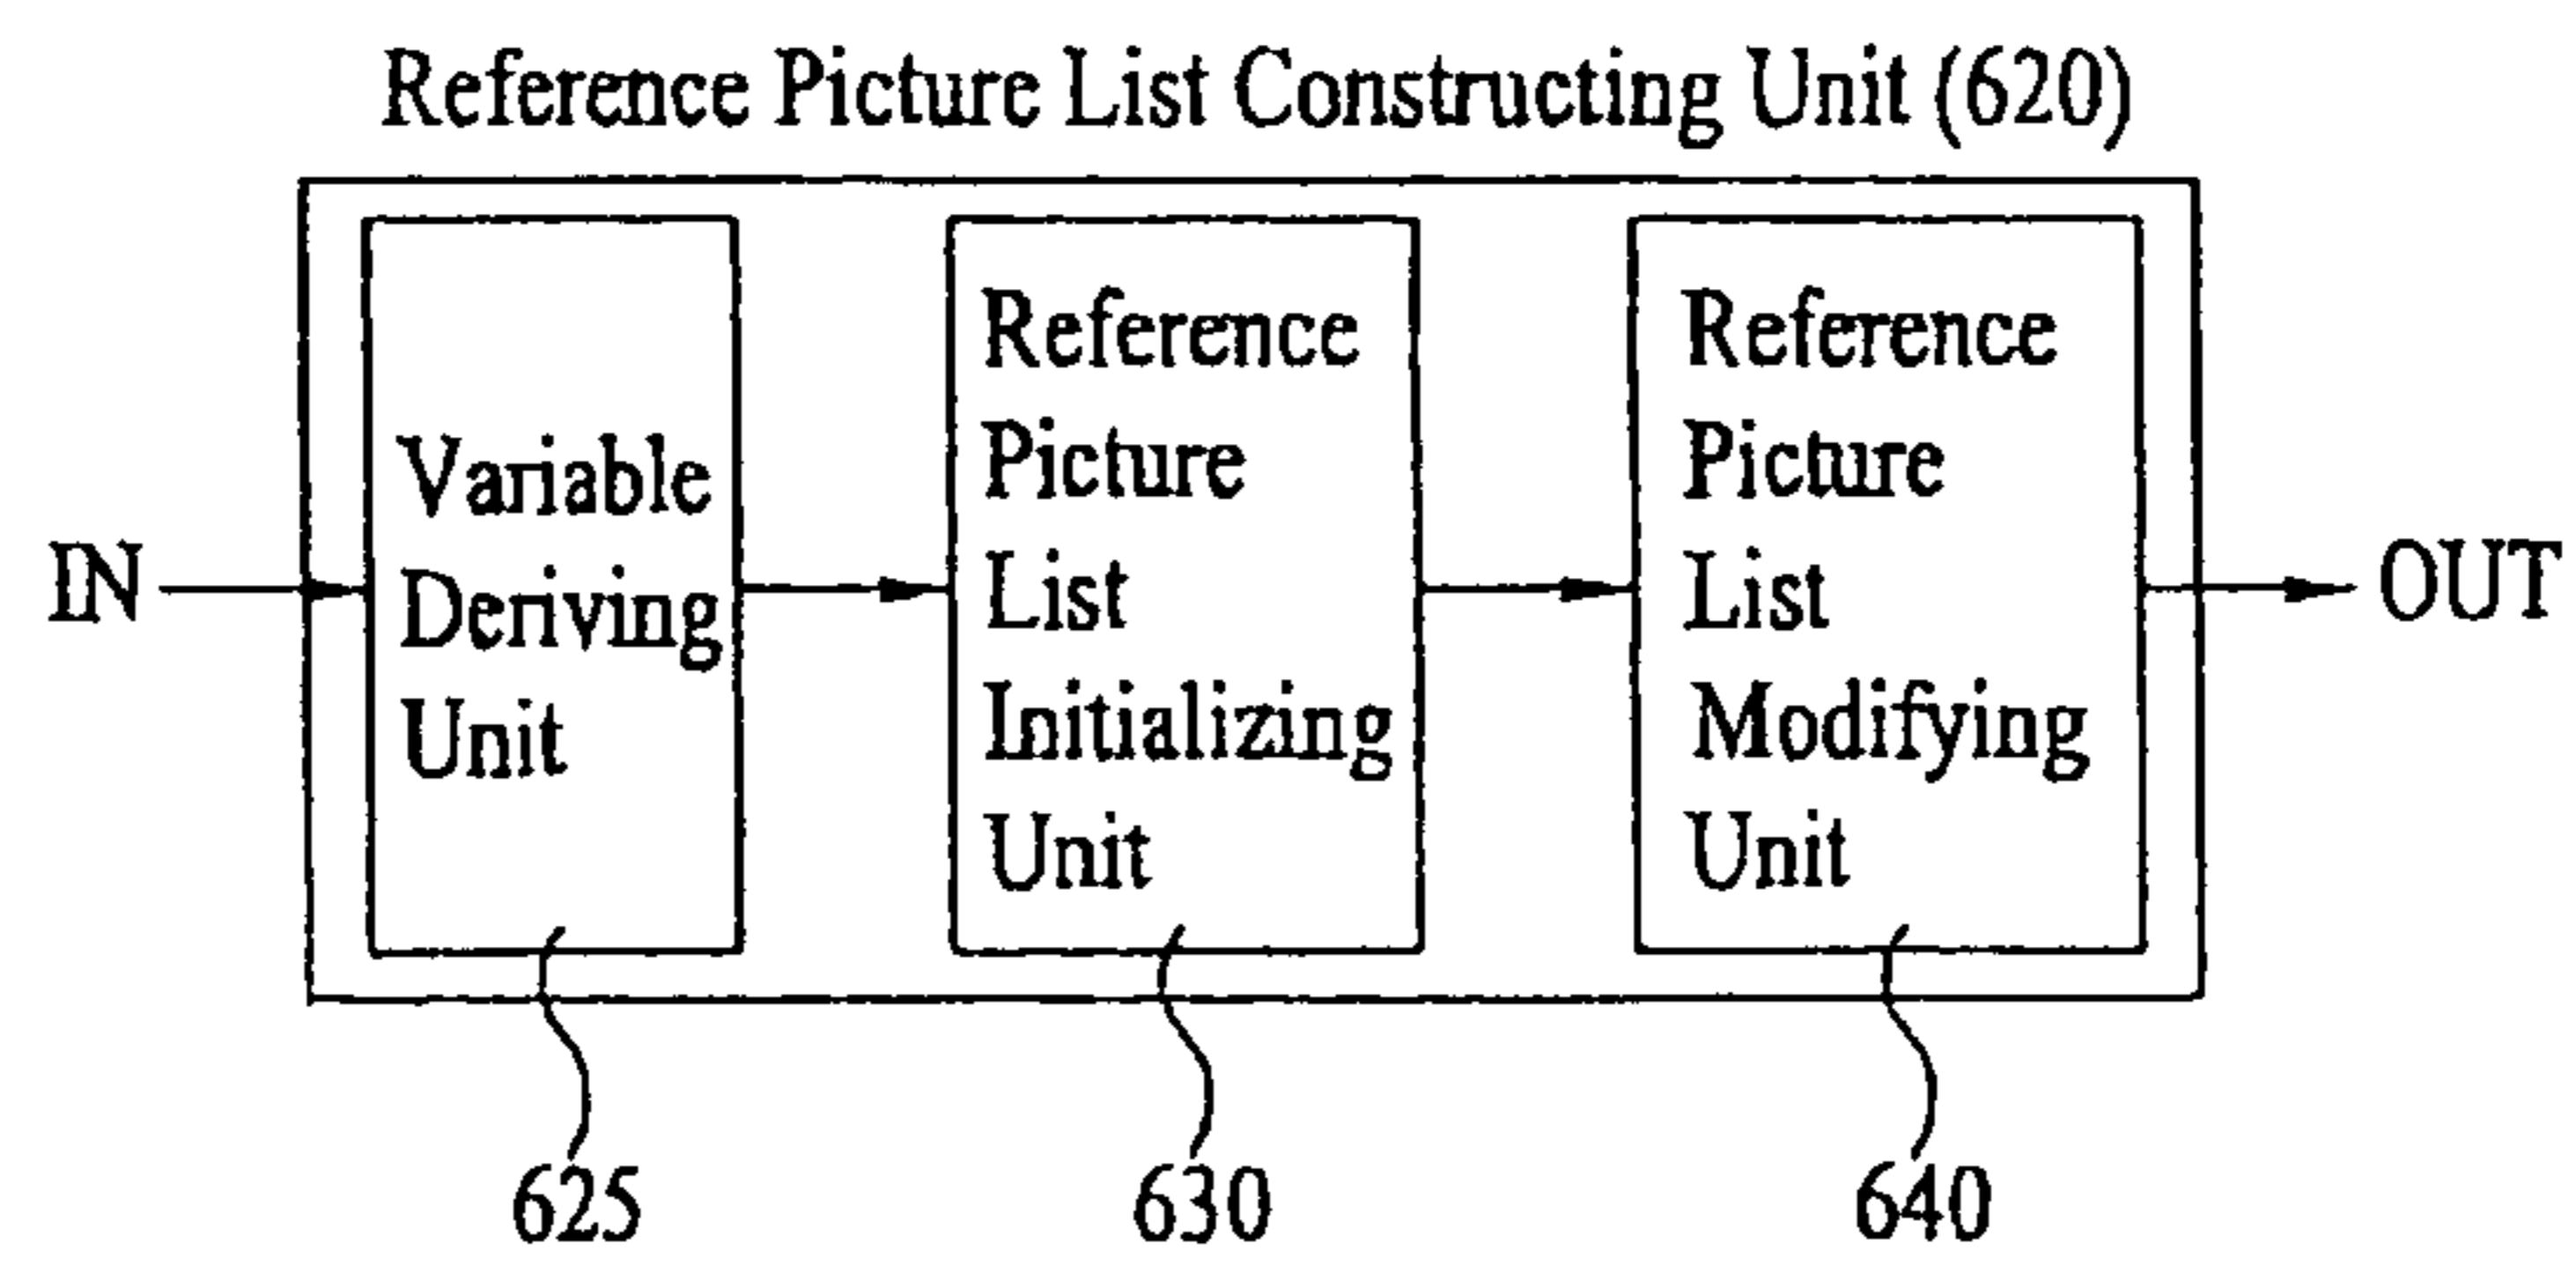 Reference Picture List Constructing Unit (620)
IN
Variable
Deriving
Unit
Reference
Picture
List
Initializing
Unit
Reference
Picture
List
Modifying
Unit
OUT
625
630
640